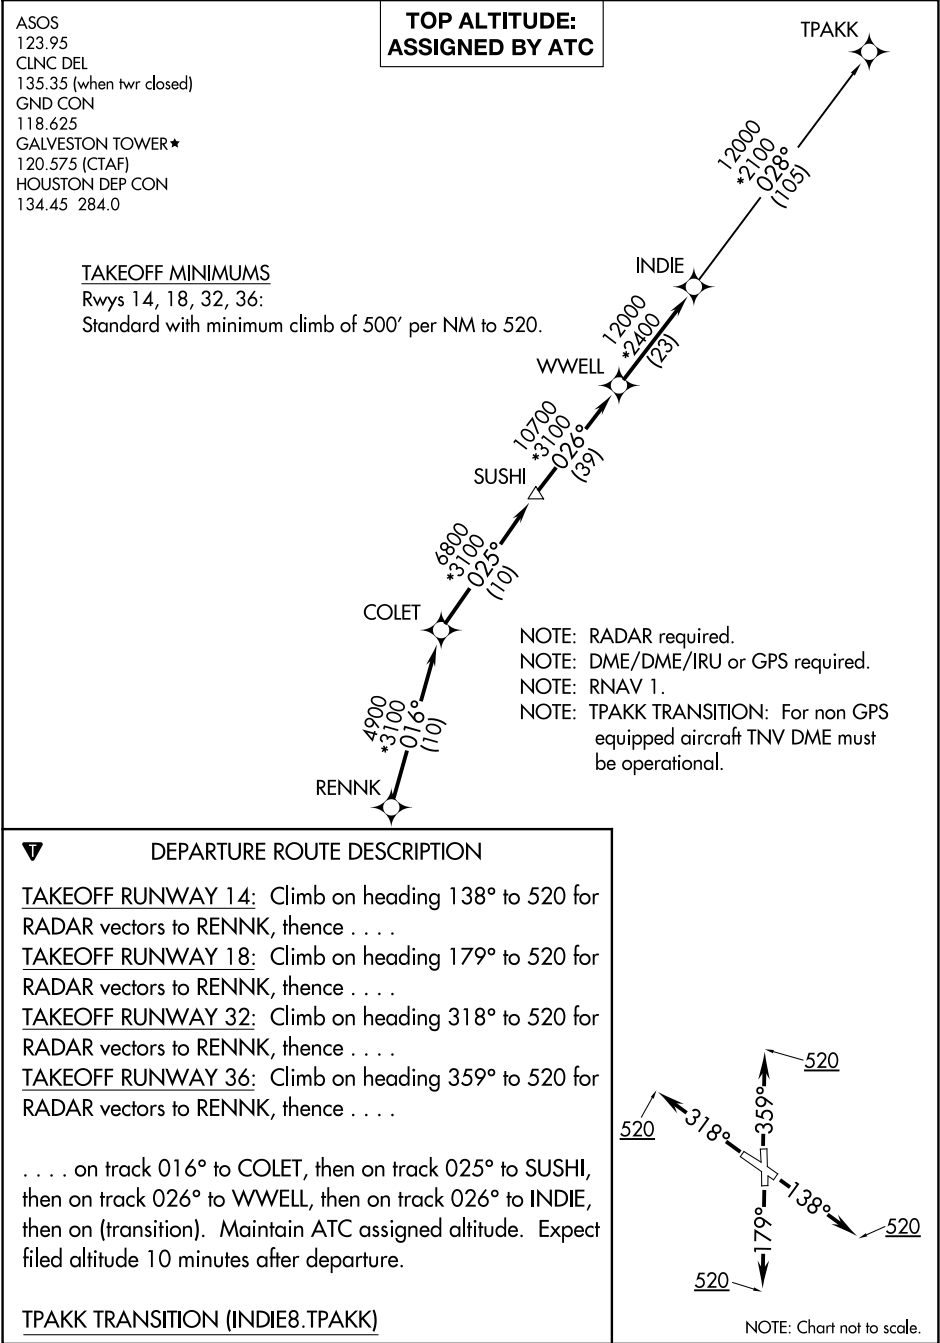 ASOS
123.95
CLNC DEL
135.35 (when twr closed)
GND CON
118.625
GALVESTON TOWER★
120.575 (CTAF)
HOUSTON DEP CON
134.45 284.0
TOP ALTITUDE:
ASSIGNED BY ATC
TPAKK
12000
*2100
028°
(105)
TAKEOFF MINIMUMS
Rwys 14, 18, 32, 36:
Standard with minimum climb of 500' per NM to 520.
INDIE
12000
*2400
(23)
WWELL
10700
*3100
026°
(39)
SUSHI
6800
*3100
025°
(10)
COLET
4900
*3100
016°
(10)
RENNK
NOTE: RADAR required.
NOTE: DME/DME/IRU or GPS required.
NOTE: RNAV 1.
NOTE: TPAKK TRANSITION: For non GPS
equipped aircraft TNV DME must
be operational.
T
DEPARTURE ROUTE DESCRIPTION
TAKEOFF RUNWAY 14: Climb on heading 138° to 520 for
RADAR vectors to RENNK, thence . . . .
TAKEOFF RUNWAY 18: Climb on heading 179° to 520 for
RADAR vectors to RENNK, thence . . . .
TAKEOFF RUNWAY 32: Climb on heading 318° to 520 for
RADAR vectors to RENNK, thence . . . .
TAKEOFF RUNWAY 36: Climb on heading 359° to 520 for
RADAR vectors to RENNK, thence . . . .
. . . . on track 016° to COLET, then on track 025° to SUSHI,
then on track 026° to WWELL, then on track 026° to INDIE,
then on (transition). Maintain ATC assigned altitude. Expect
filed altitude 10 minutes after departure.
TPAKK TRANSITION (INDIE8.TPAKK)
520
359°
520
318°
138°
520
179°
520
NOTE: Chart not to scale.